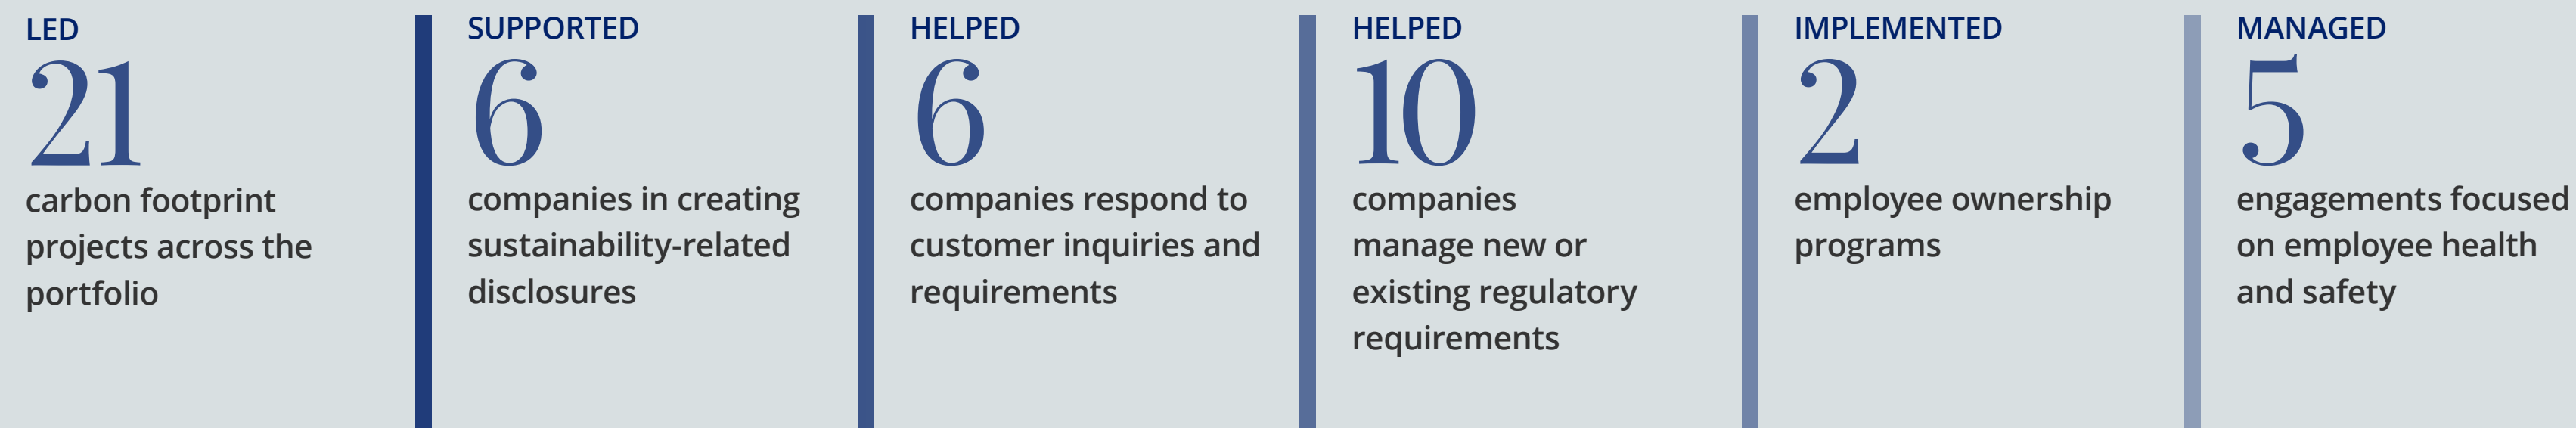 LED
21
carbon footprint
projects across the
portfolio
SUPPORTED
6
companies in creating
sustainability-related
disclosures
HELPED
6
companies respond to
customer inquiries and
requirements
HELPED
10
companies
manage new or
existing regulatory
requirements
IMPLEMENTED
2
employee ownership
programs
MANAGED
5
engagements focused
on employee health
and safety